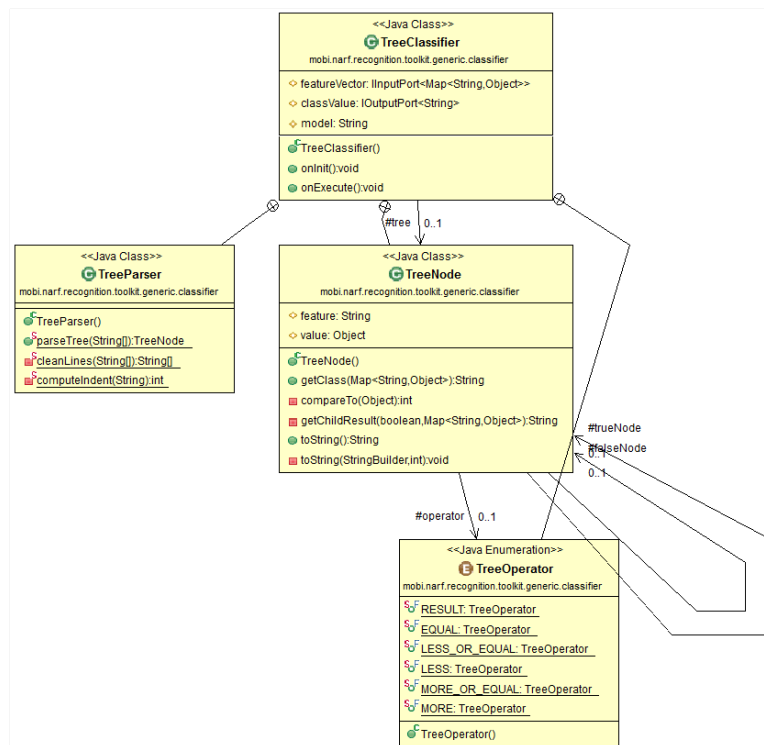 <<Java Class>>
TreeClassifier
mobi.narf.recognition.toolkit.generic.classifier
featureVector: IInputPort<Map<String,Object>>
classValue: IOutputPort<String>
model: String
TreeClassifier()
onInit():void
onExecute():void
#tree 0..1
<<Java Class>>
TreeParser
mobi.narf.recognition.toolkit.generic.classifier
TreeParser()
parseTree(String[]):TreeNode
cleanLines(String[]):String[]
computeIndent(String):int
<<Java Class>>
TreeNode
mobi.narf.recognition.toolkit.generic.classifier
feature: String
value: Object
TreeNode()
getClass(Map<String,Object>):String
compareTo(Object):int
getChildResult(boolean,Map<String,Object>):String
toString():String
toString(StringBuilder,int):void
#trueNode
#falseNode
0..1
0..1
#operator 0..1
<<Java Enumeration>>
TreeOperator
mobi.narf.recognition.toolkit.generic.classifier
RESULT: TreeOperator
EQUAL: TreeOperator
LESS_OR_EQUAL: TreeOperator
LESS: TreeOperator
MORE_OR_EQUAL: TreeOperator
MORE: TreeOperator
TreeOperator()